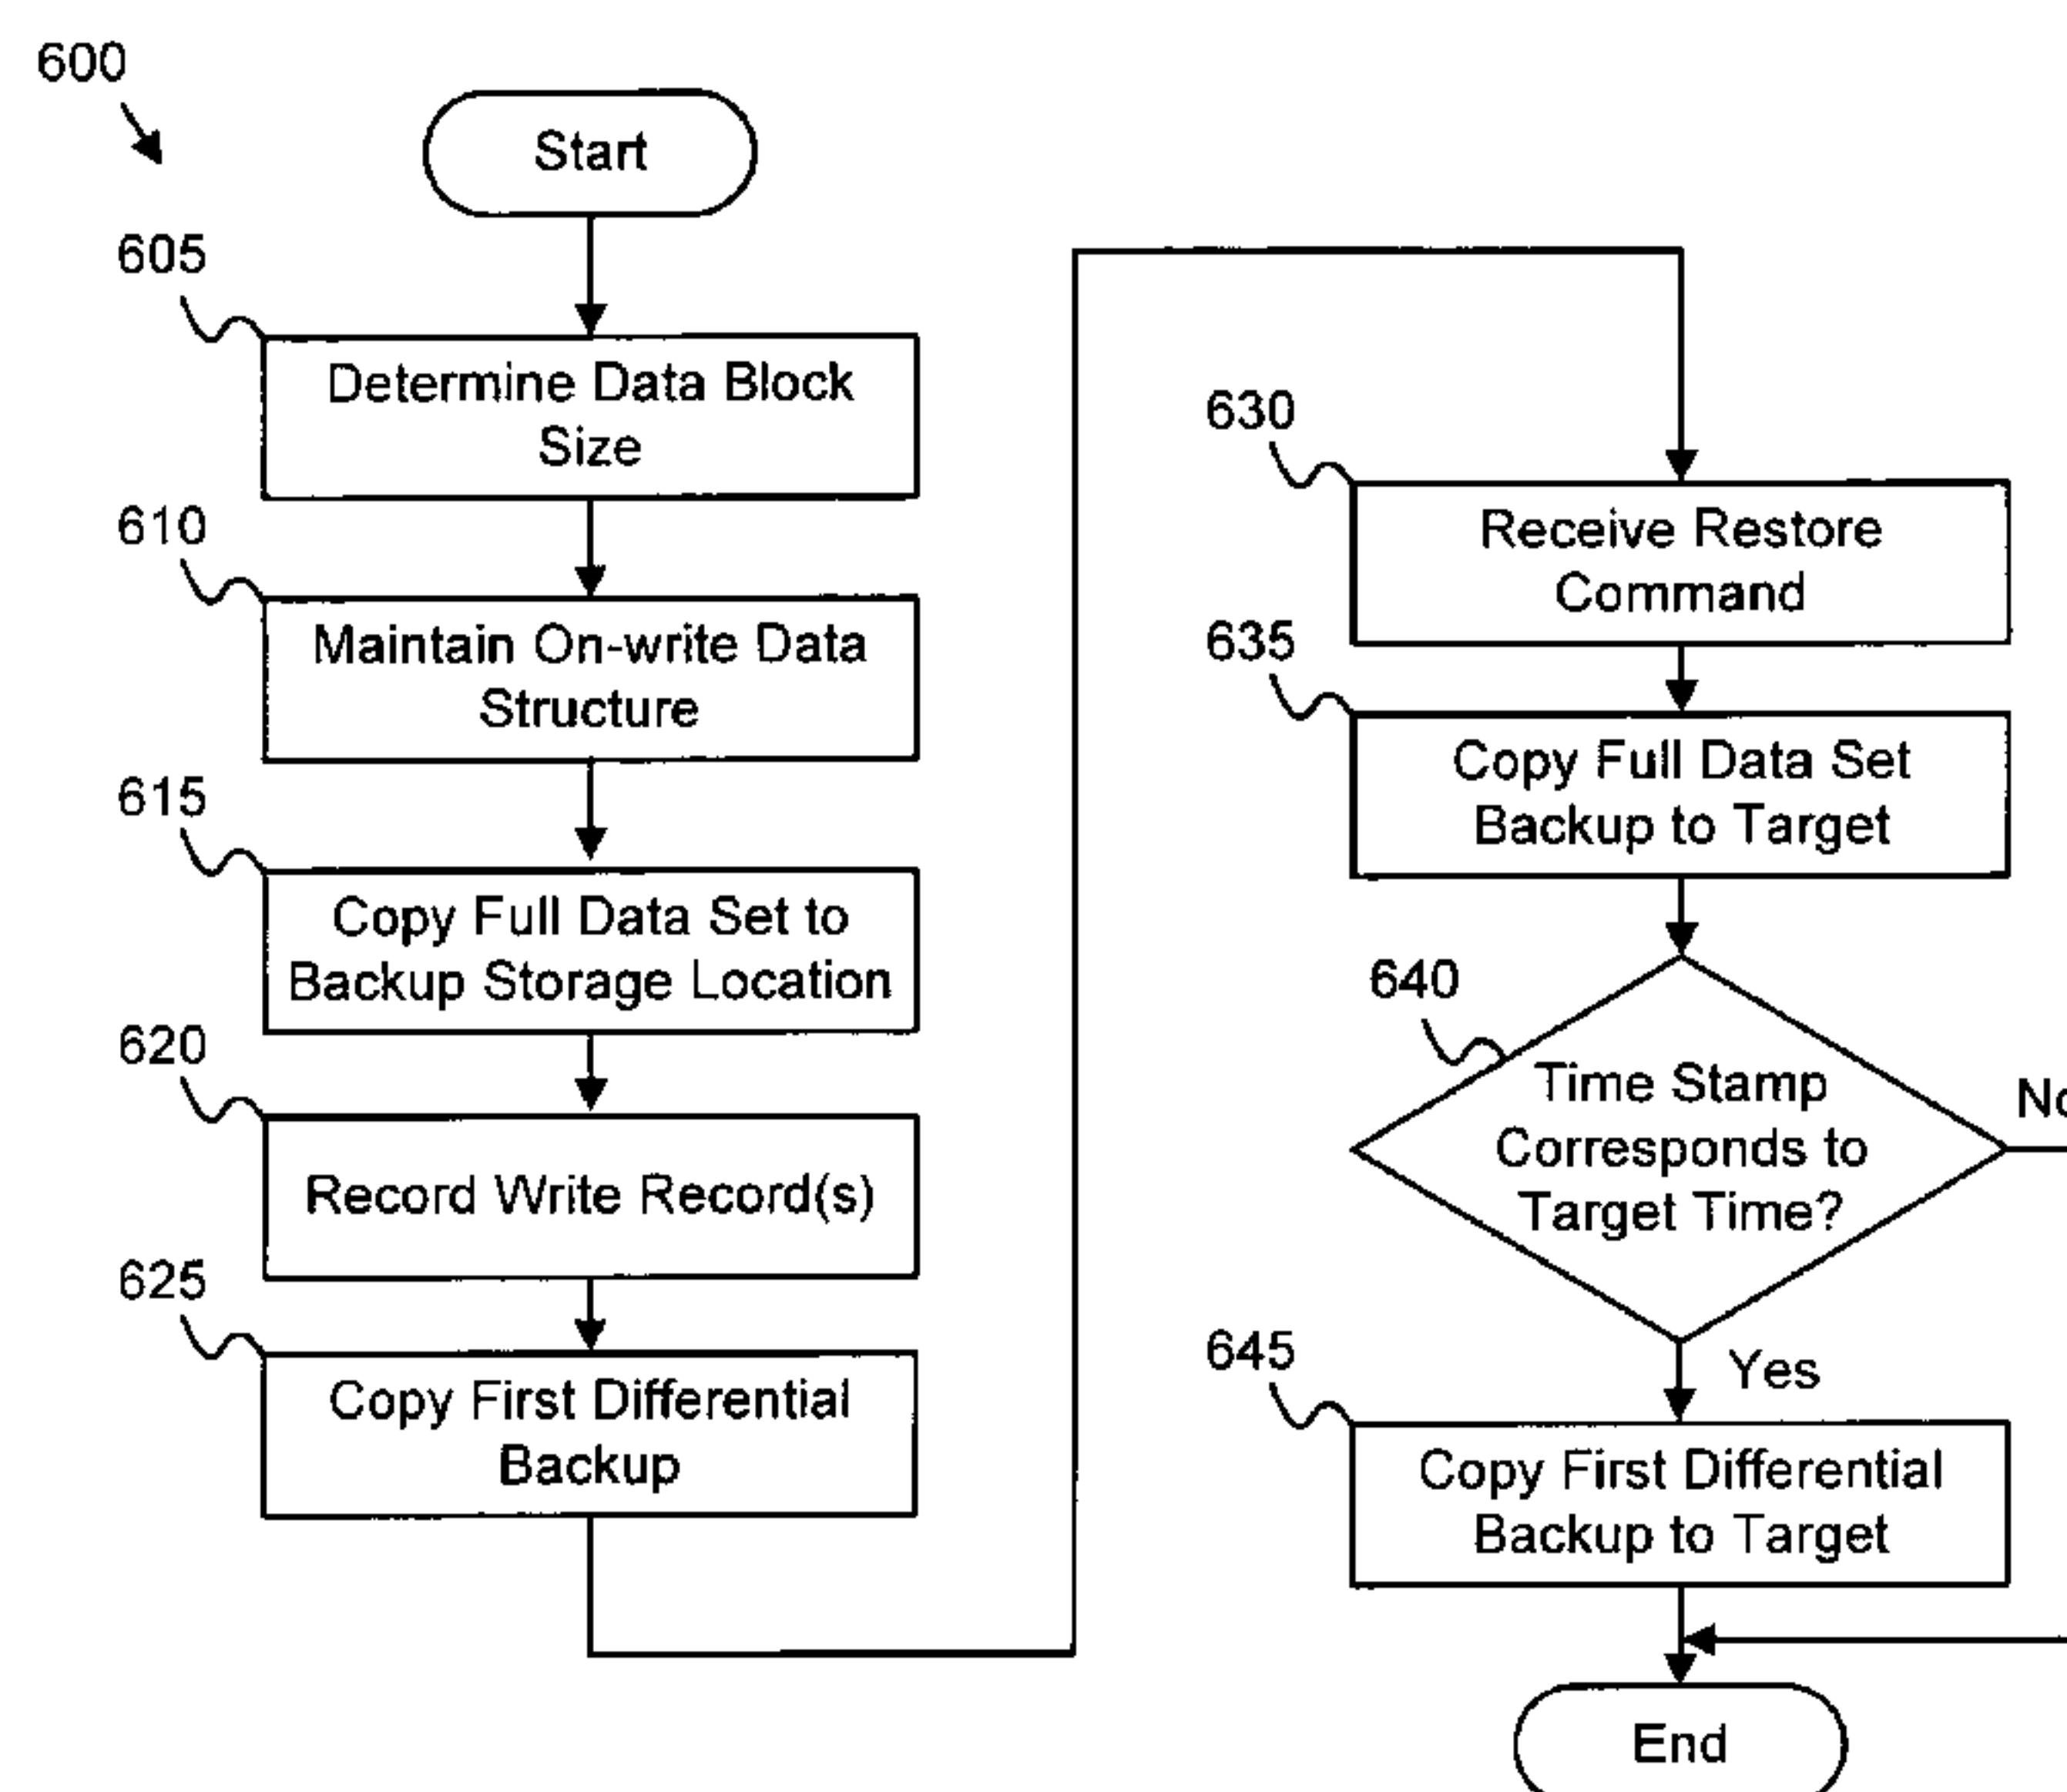 600
Start
605
Determine Data Block
Size
610
Maintain On-write Data
Structure
615
Copy Full Data Set to
Backup Storage Location
620
Record Write Record(s)
625
Copy First Differential
Backup
630
Receive Restore
Command
635
Copy Full Data Set
Backup to Target
640
Time Stamp
Corresponds to
Target Time?
No
Yes
645
Copy First Differential
Backup to Target
End